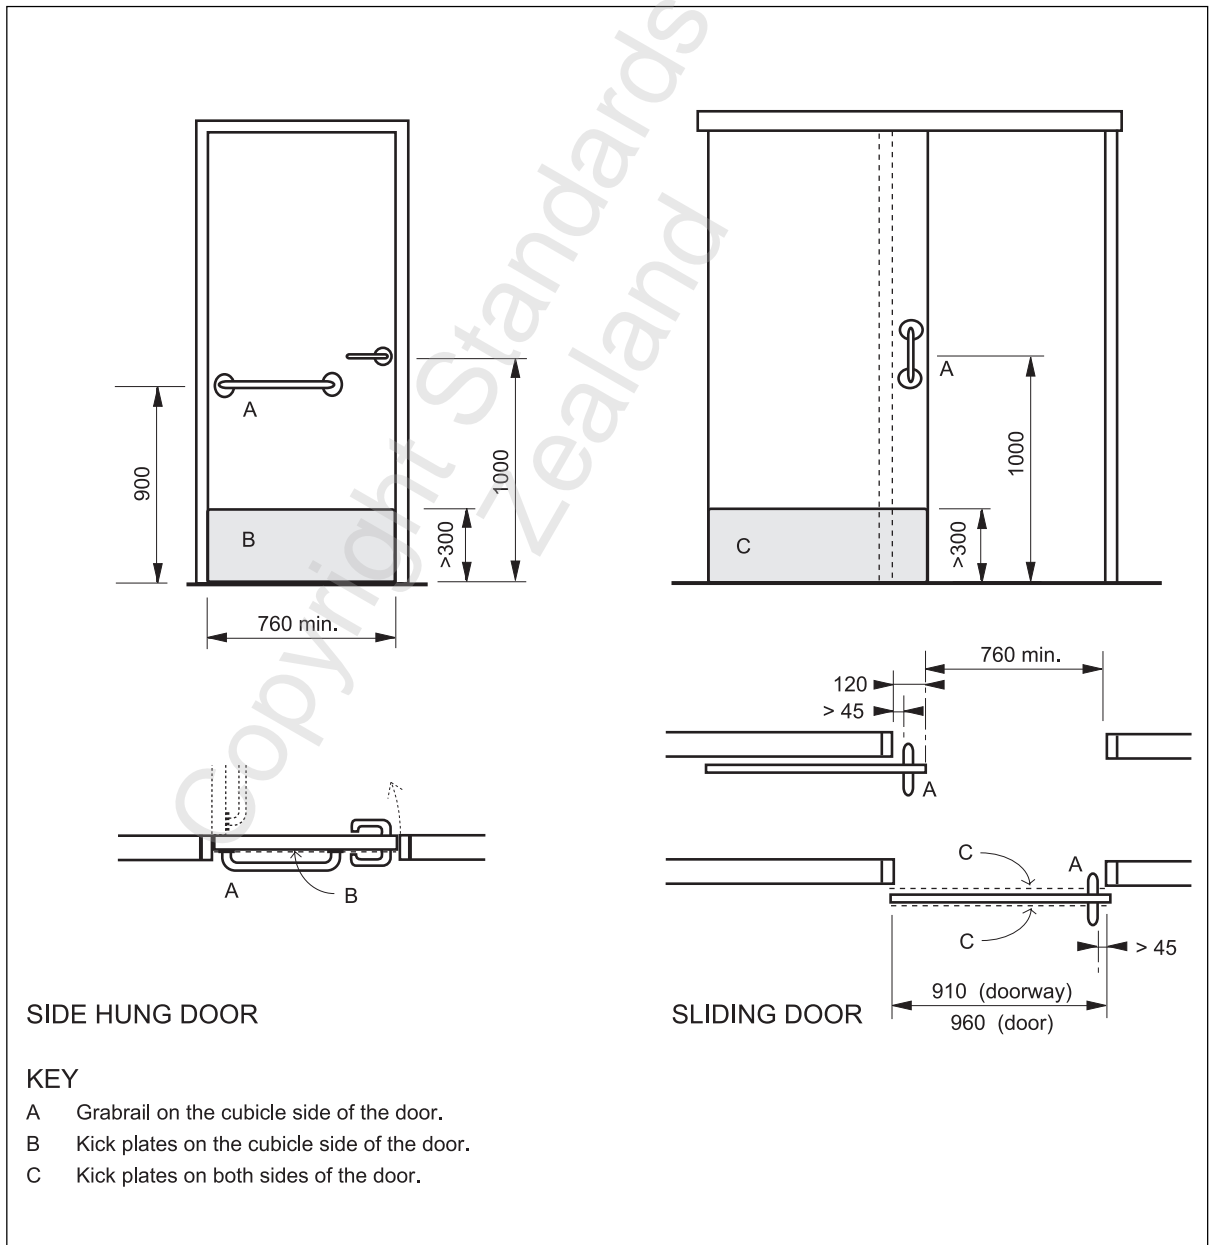 Copyright Standards
Zealand
A
A
900
1000
1000
B
>300
C
>300
760 min.
760 min.
120
> 45
A
C
A
A
B
C
> 45
910 (doorway)
SIDE HUNG DOOR
SLIDING DOOR
960 (door)
KEY
A Grabrail on the cubicle side of the door.
B Kick plates on the cubicle side of the door.
C Kick plates on both sides of the door.